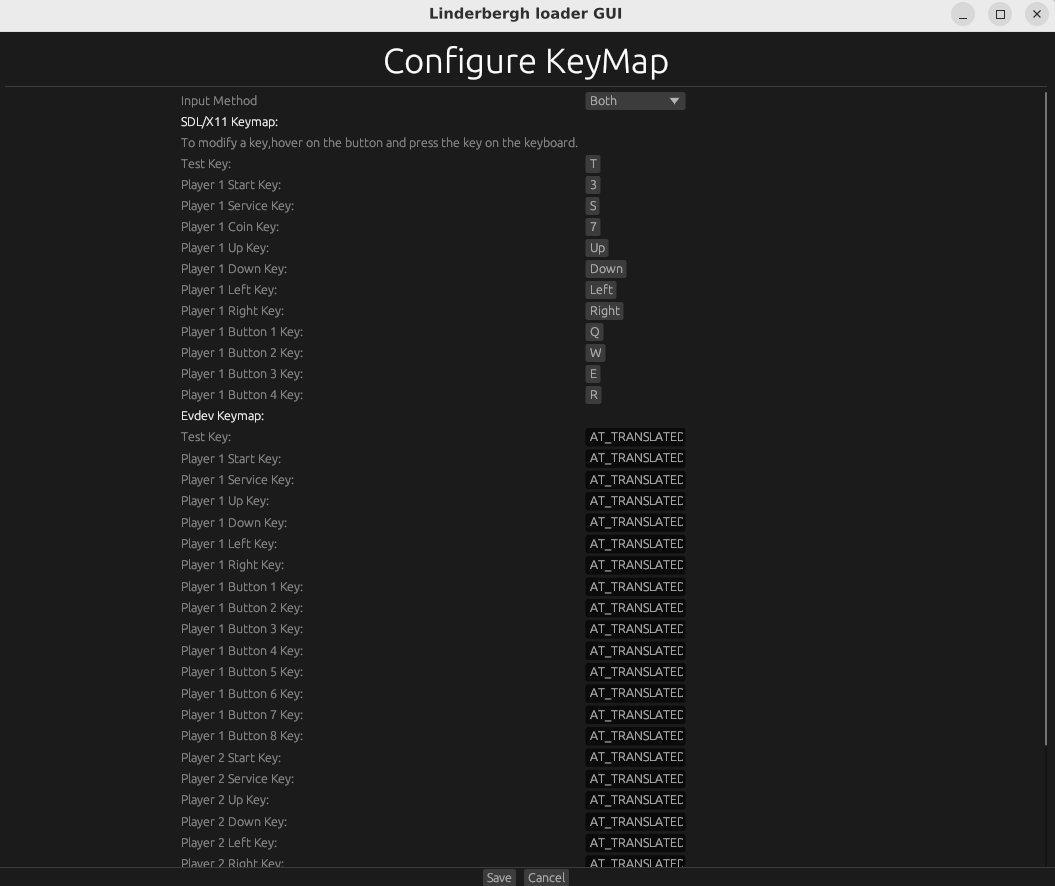 Linderbergh loader GUI
Configure KeyMap
Input Method Both
SDL/X11 Keymap:
To modify a key,hover on the button and press the key on the keyboard.
Test Key: T
Player 1 Start Key: 3
Player 1 Service Key: S
Player 1 Coin Key: 7
Player 1 Up Key: Up
Player 1 Down Key: Down
Player 1 Left Key: Left
Player 1 Right Key: Right
Player 1 Button 1 Key: Q
Player 1 Button 2 Key: W
Player 1 Button 3 Key: E
Player 1 Button 4 Key: R
Evdev Keymap:
Test Key: AT_TRANSLATED
Player 1 Start Key: AT_TRANSLATED
Player 1 Service Key: AT_TRANSLATED
Player 1 Up Key: AT_TRANSLATED
Player 1 Down Key: AT_TRANSLATED
Player 1 Left Key: AT_TRANSLATED
Player 1 Right Key: AT_TRANSLATED
Player 1 Button 1 Key: AT_TRANSLATED
Player 1 Button 2 Key: AT_TRANSLATED
Player 1 Button 3 Key: AT_TRANSLATED
Player 1 Button 4 Key: AT_TRANSLATED
Player 1 Button 5 Key: AT_TRANSLATED
Player 1 Button 6 Key: AT_TRANSLATED
Player 1 Button 7 Key: AT_TRANSLATED
Player 1 Button 8 Key: AT_TRANSLATED
Player 2 Start Key: AT_TRANSLATED
Player 2 Service Key: AT_TRANSLATED
Player 2 Up Key: AT_TRANSLATED
Player 2 Down Key: AT_TRANSLATED
Player 2 Left Key: AT_TRANSLATED
Player 2 Right Key: AT_TRANSLATED
Save Cancel